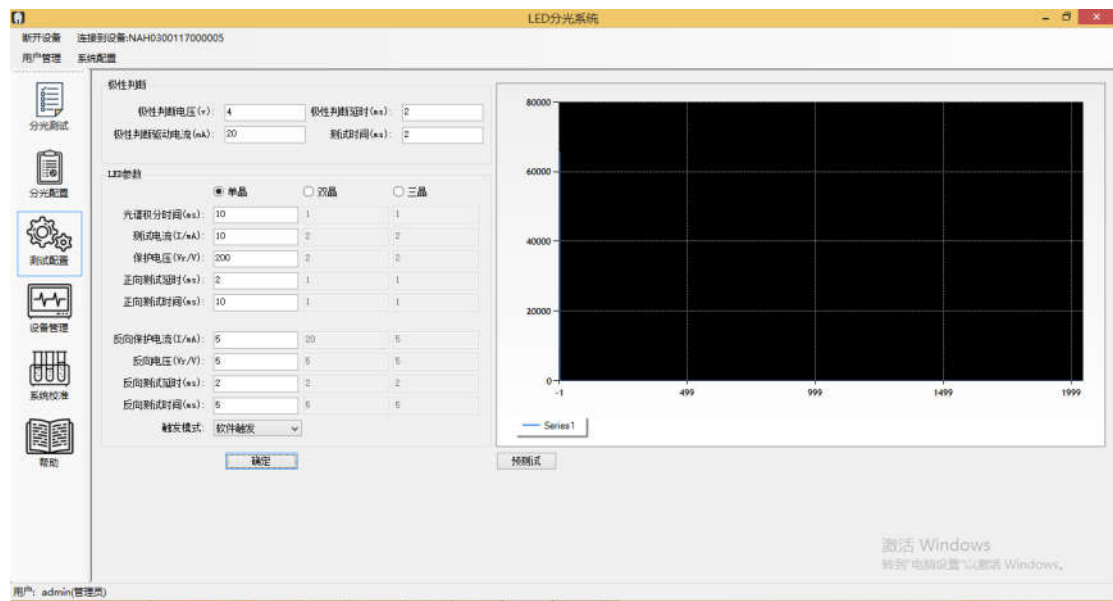 LED分光系统
断开设备 连接到设备:NAH0300117000005
用户管理 系统配置
分光测试
分光配置
测试配置
设备管理
系统校准
帮助
极性判断
极性判断电压(v): 4 极性判断延时(ms): 2
极性判断驱动电流(mA): 20 测试时间(ms): 2
LED参数
单晶 双晶 三晶
光谱积分时间(ms): 10 1 1
测试电流(I/mA): 10 2 2
保护电压(Vr/V): 200 2 2
正向测试延时(ms): 2 1 1
正向测试时间(ms): 10 1 1
反向保护电流(I/mA): 5 20 5
反向电压(Vr/V): 5 5 5
反向测试延时(ms): 2 2 2
反向测试时间(ms): 5 5 5
触发模式: 软件触发
确定
80000
60000
40000
20000
0
-1 499 999 1499 1999
Series1
预测试
激活 Windows
转到"电脑设置"以激活 Windows。
用户: admin(管理员)